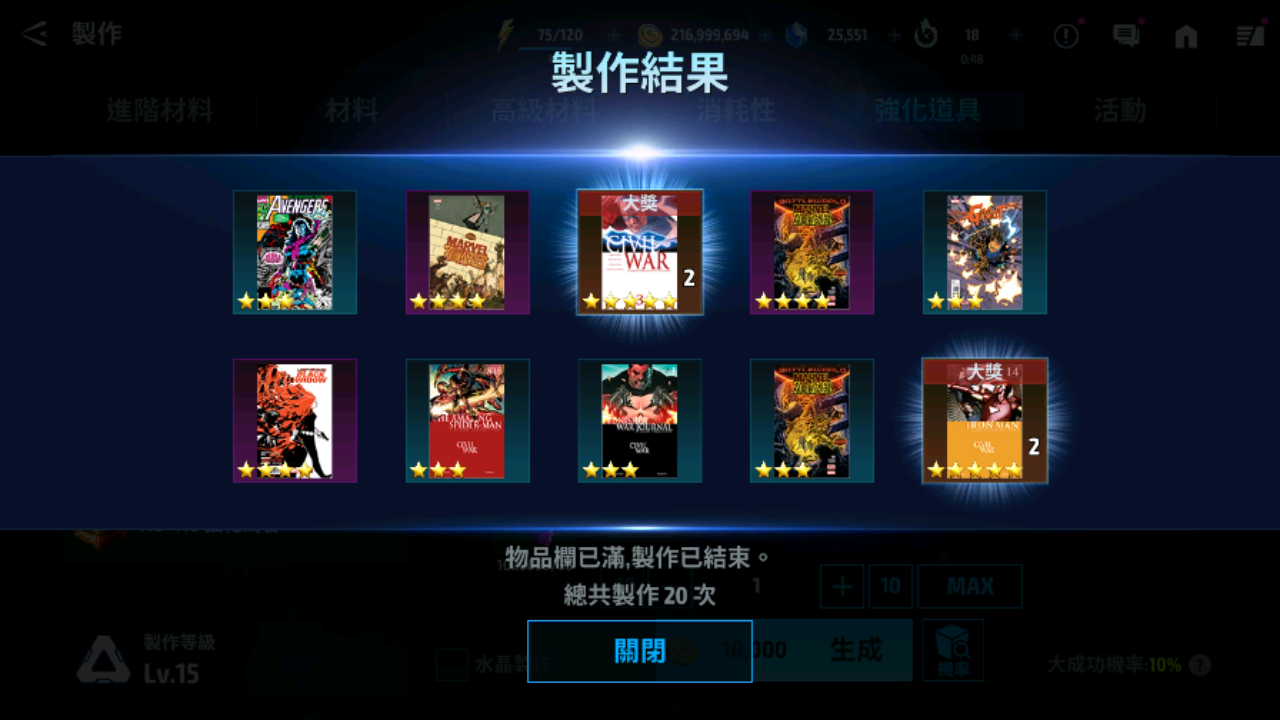 製作
75/120
216,999,694
25,551
18
0:48
製作結果
進階材料
材料
高級材料
消耗性
強化道具
活動
AVENGERS
MARVEL
大獎
CIVIL
WAR
3
2
BATTLEWORLD
MARVEL
ZOMBIES
BLACK
WIDOW
THE AMAZING
SPIDER-MAN
CIVIL
WAR
WAR JOURNAL
CIVIL
WAR
BATTLEWORLD
MARVEL
ZOMBIES
大獎
14
IRON MAN
CIVIL
WAR
2
物品欄已滿,製作已結束。
總共製作 20 次
1
10
MAX
製作等級
Lv.15
水晶製作
關閉
10,000
生成
機率
大成功機率:10%
?